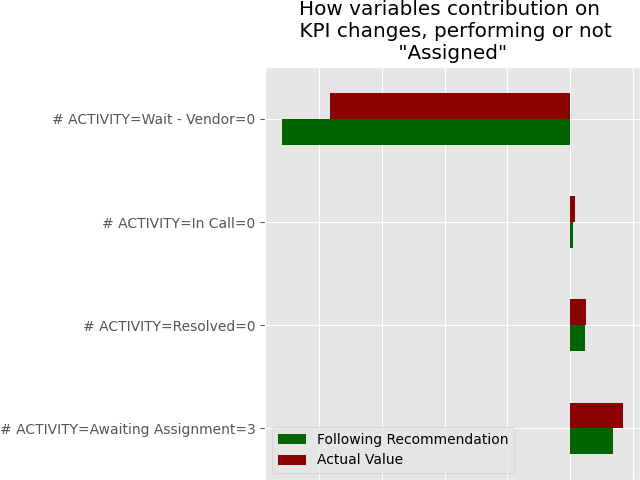 How variables contribution on
KPI changes, performing or not
"Assigned"
# ACTIVITY=Wait - Vendor=0
# ACTIVITY=In Call=0
# ACTIVITY=Resolved=0
# ACTIVITY=Awaiting Assignment=3
Following Recommendation
Actual Value